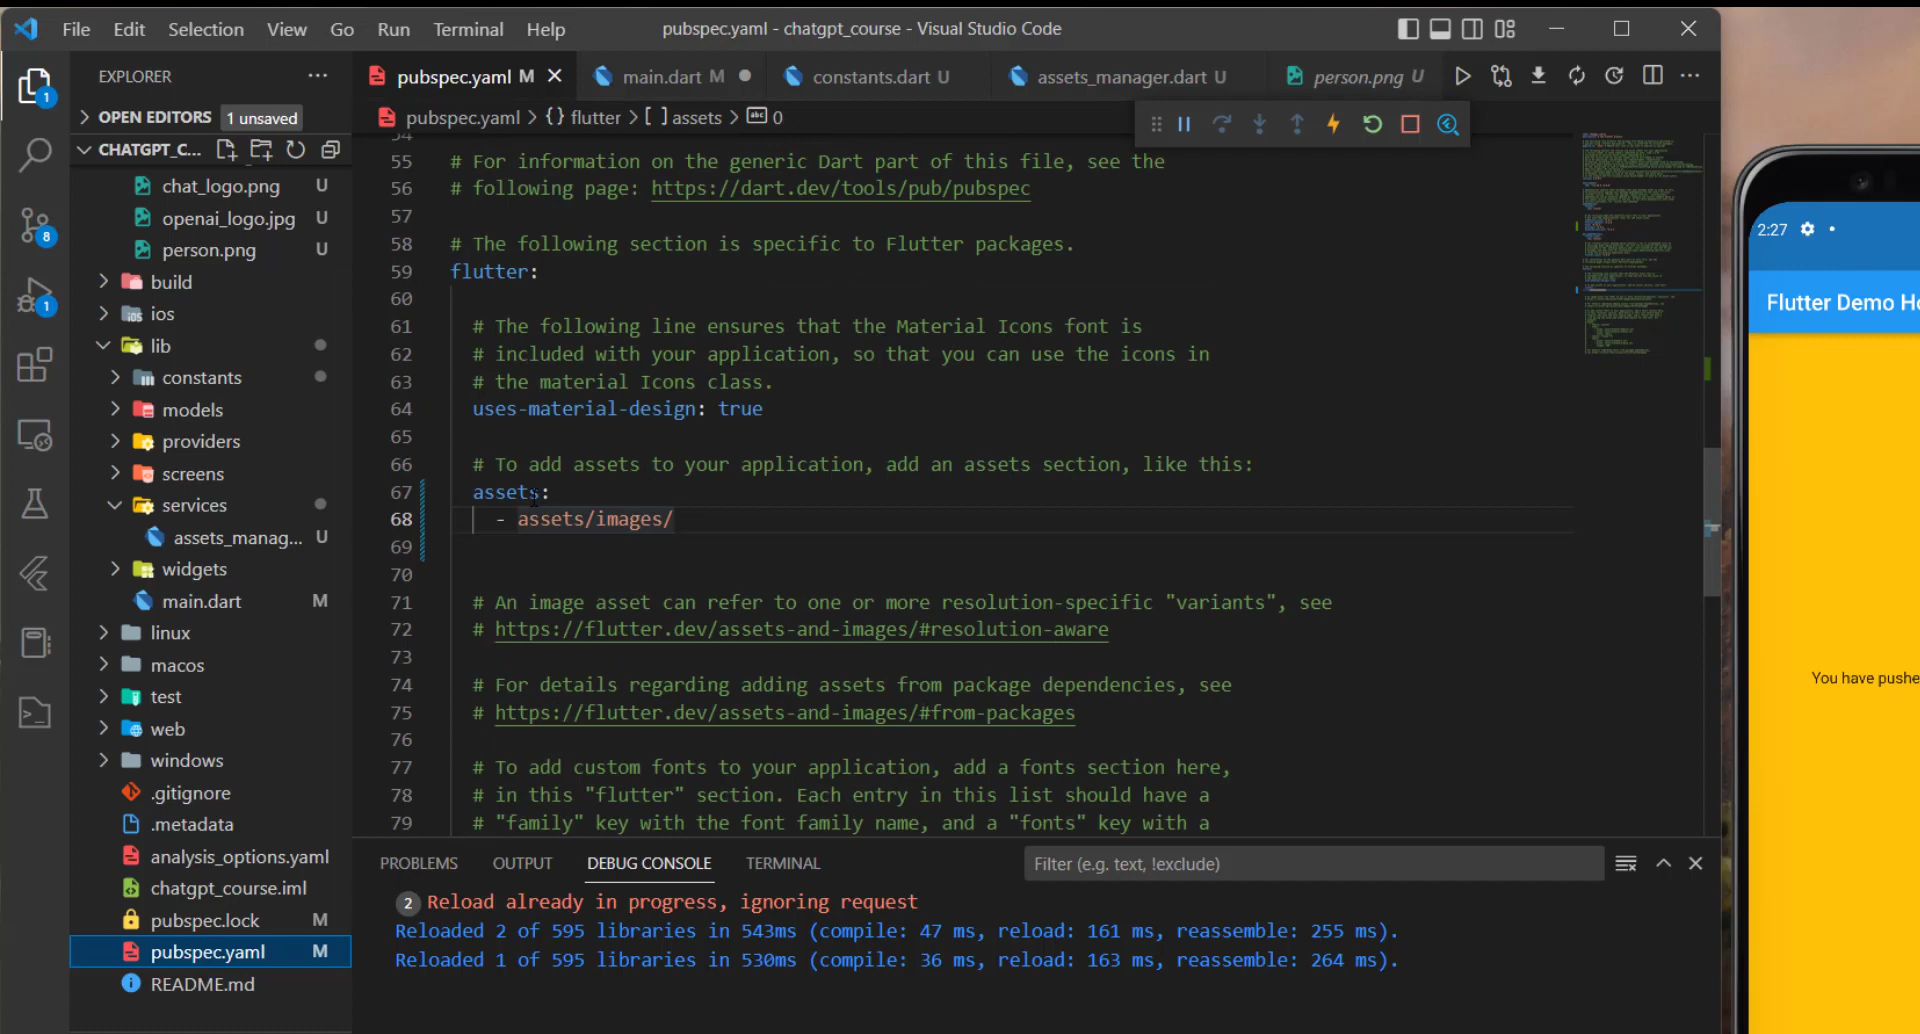 File Edit Selection View Go Run Terminal Help pubspec.yaml - chatgpt_course - Visual Studio Code
EXPLORER
OPEN EDITORS 1 unsaved
CHATGPT_C...
chat_logo.png U
openai_logo.jpg U
person.png U
build
ios
lib
constants
models
providers
screens
services
assets_manag... U
widgets
main.dart M
linux
macos
test
web
windows
.gitignore
.metadata
analysis_options.yaml
chatgpt_course.iml
pubspec.lock M
pubspec.yaml M
README.md
1
8
1
pubspec.yaml M main.dart M constants.dart U assets_manager.dart U person.png U
pubspec.yaml > {} flutter > [ ] assets > abc 0
54
55 # For information on the generic Dart part of this file, see the
56 # following page: https://dart.dev/tools/pub/pubspec
57
58 # The following section is specific to Flutter packages.
59 flutter:
60
61 # The following line ensures that the Material Icons font is
62 # included with your application, so that you can use the icons in
63 # the material Icons class.
64 uses-material-design: true
65
66 # To add assets to your application, add an assets section, like this:
67 assets:
68 - assets/images/
69
70
71 # An image asset can refer to one or more resolution-specific "variants", see
72 # https://flutter.dev/assets-and-images/#resolution-aware
73
74 # For details regarding adding assets from package dependencies, see
75 # https://flutter.dev/assets-and-images/#from-packages
76
77 # To add custom fonts to your application, add a fonts section here,
78 # in this "flutter" section. Each entry in this list should have a
79 # "family" key with the font family name, and a "fonts" key with a
PROBLEMS OUTPUT DEBUG CONSOLE TERMINAL Filter (e.g. text, !exclude)
2 Reload already in progress, ignoring request
Reloaded 2 of 595 libraries in 543ms (compile: 47 ms, reload: 161 ms, reassemble: 255 ms).
Reloaded 1 of 595 libraries in 530ms (compile: 36 ms, reload: 163 ms, reassemble: 264 ms).
2:27
Flutter Demo Ho
You have pushe